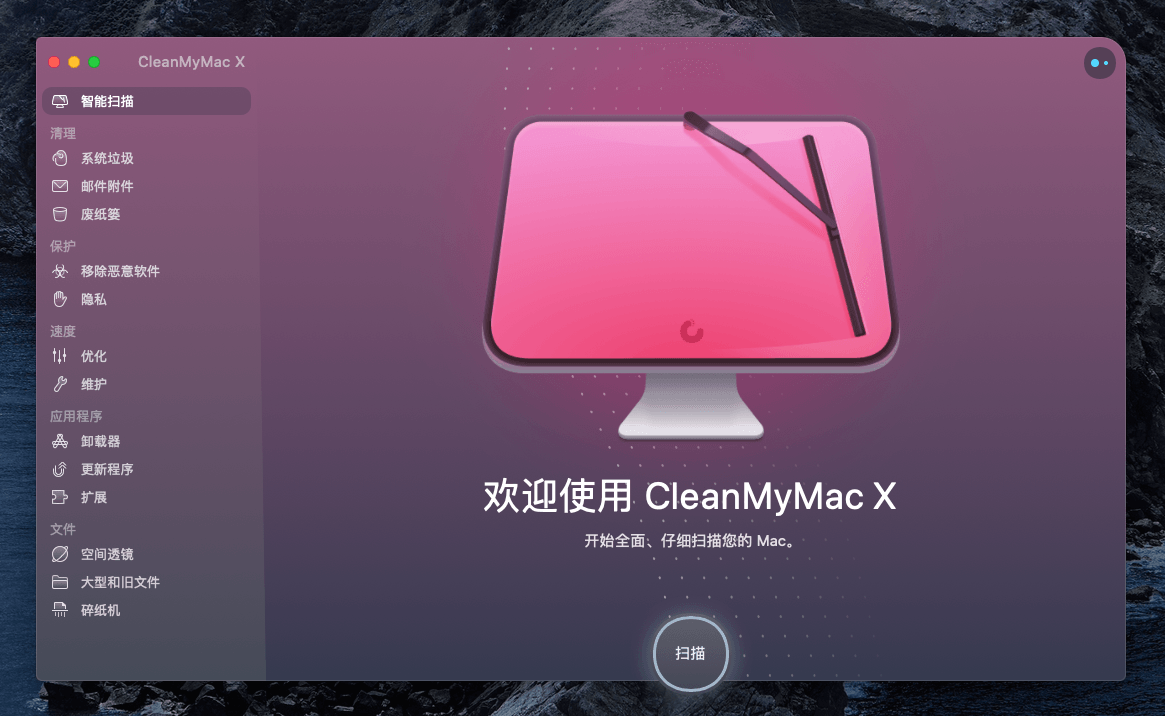 CleanMyMac X
智能扫描
清理
系统垃圾
邮件附件
废纸篓
保护
移除恶意软件
隐私
速度
优化
维护
应用程序
卸载器
更新程序
扩展
文件
空间透镜
大型和旧文件
碎纸机
欢迎使用 CleanMyMac X
开始全面、仔细扫描您的 Mac。
扫描